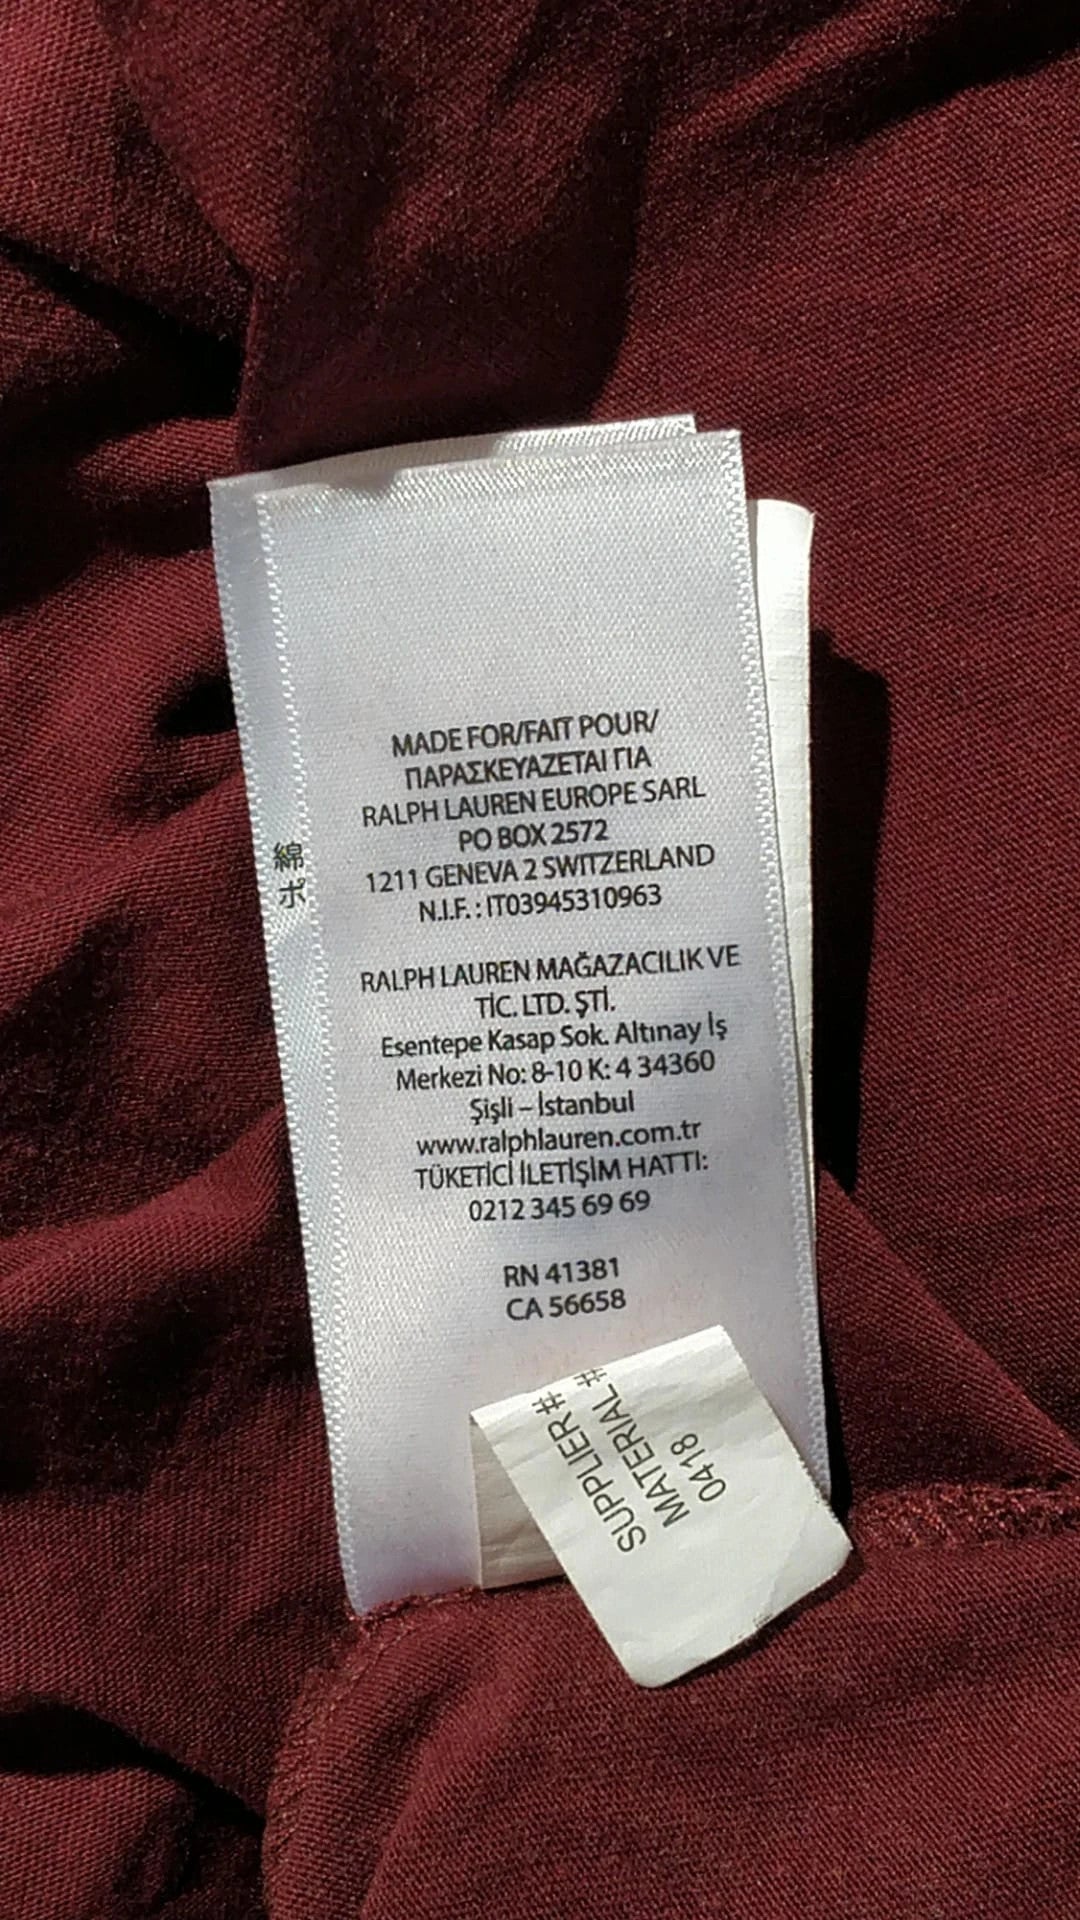 MADE FOR/FAIT POUR/
ΠΑΡΑΣΚΕΥΑΖΕΤΑΙ ΓΙΑ
RALPH LAUREN EUROPE SARL
PO BOX 2572
1211 GENEVA 2 SWITZERLAND
N.I.F. : IT03945310963
RALPH LAUREN MAĞAZACILIK VE
TİC. LTD. ŞTİ.
Esentepe Kasap Sok. Altınay İş
Merkezi No: 8-10 K: 4 34360
Şişli – İstanbul
www.ralphlauren.com.tr
TÜKETİCİ İLETİŞİM HATTI:
0212 345 69 69
RN 41381
CA 56658
綿
ポ
SUPPLIER#
MATERIAL#
0418